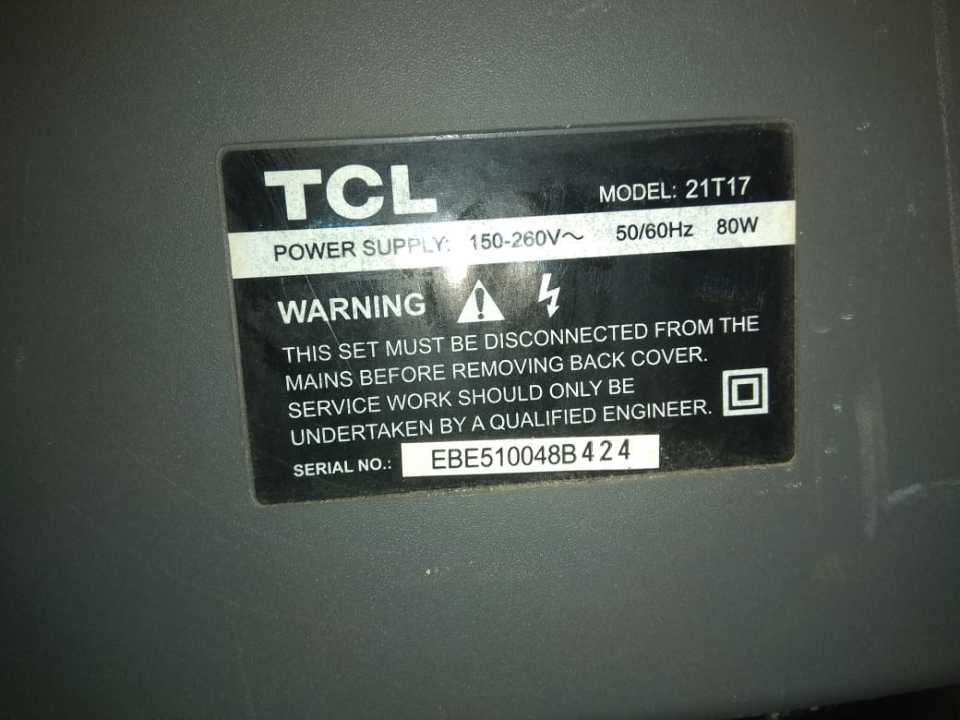 TCL
MODEL: 21T17
POWER SUPPLY: 150-260V~ 50/60Hz 80W
WARNING
THIS SET MUST BE DISCONNECTED FROM THE
MAINS BEFORE REMOVING BACK COVER.
SERVICE WORK SHOULD ONLY BE
UNDERTAKEN BY A QUALIFIED ENGINEER.
SERIAL NO.: EBE510048B424